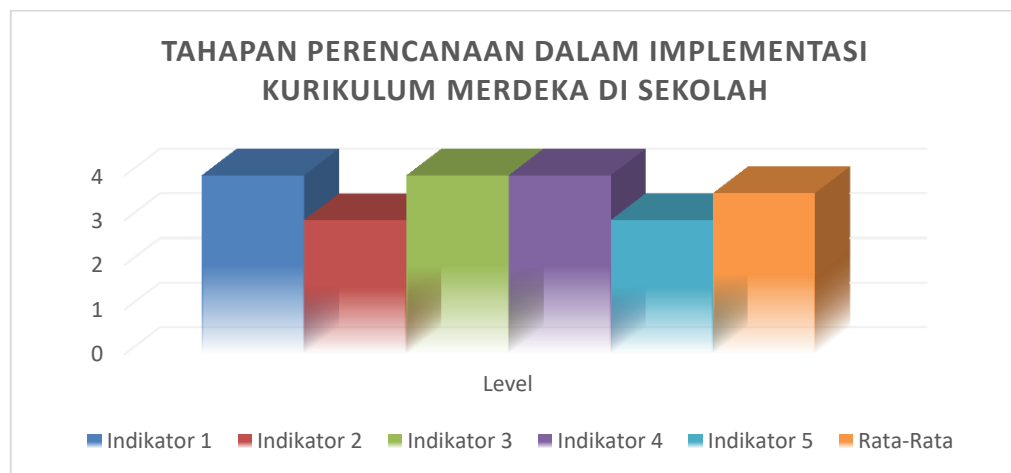 TAHAPAN PERENCANAAN DALAM IMPLEMENTASI
KURIKULUM MERDEKA DI SEKOLAH
4
3
2
1
0
Level
Indikator 1 Indikator 2 Indikator 3 Indikator 4 Indikator 5 Rata-Rata